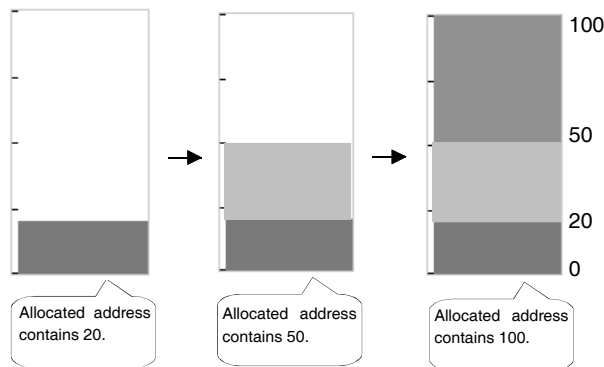 100
50
20
0
Allocated address
contains 20.
Allocated address
contains 50.
Allocated address
contains 100.